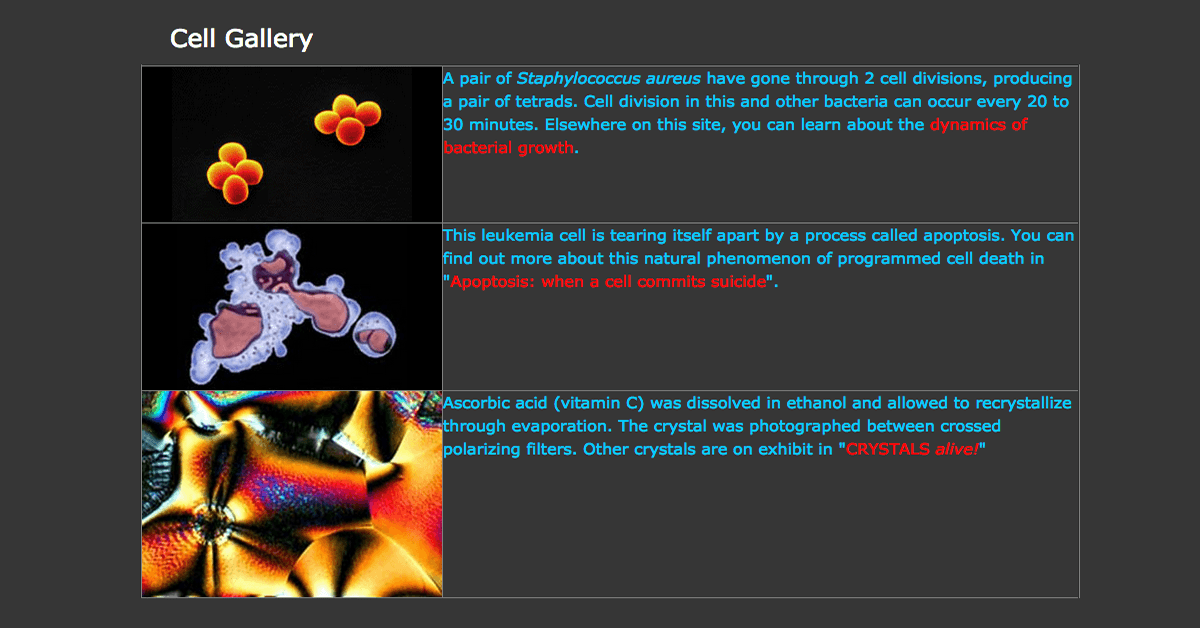 Cell Gallery
A pair of Staphylococcus aureus have gone through 2 cell divisions, producing
a pair of tetrads. Cell division in this and other bacteria can occur every 20 to
30 minutes. Elsewhere on this site, you can learn about the dynamics of
bacterial growth.
This leukemia cell is tearing itself apart by a process called apoptosis. You can
find out more about this natural phenomenon of programmed cell death in
"Apoptosis: when a cell commits suicide".
Ascorbic acid (vitamin C) was dissolved in ethanol and allowed to recrystallize
through evaporation. The crystal was photographed between crossed
polarizing filters. Other crystals are on exhibit in "CRYSTALS alive!"